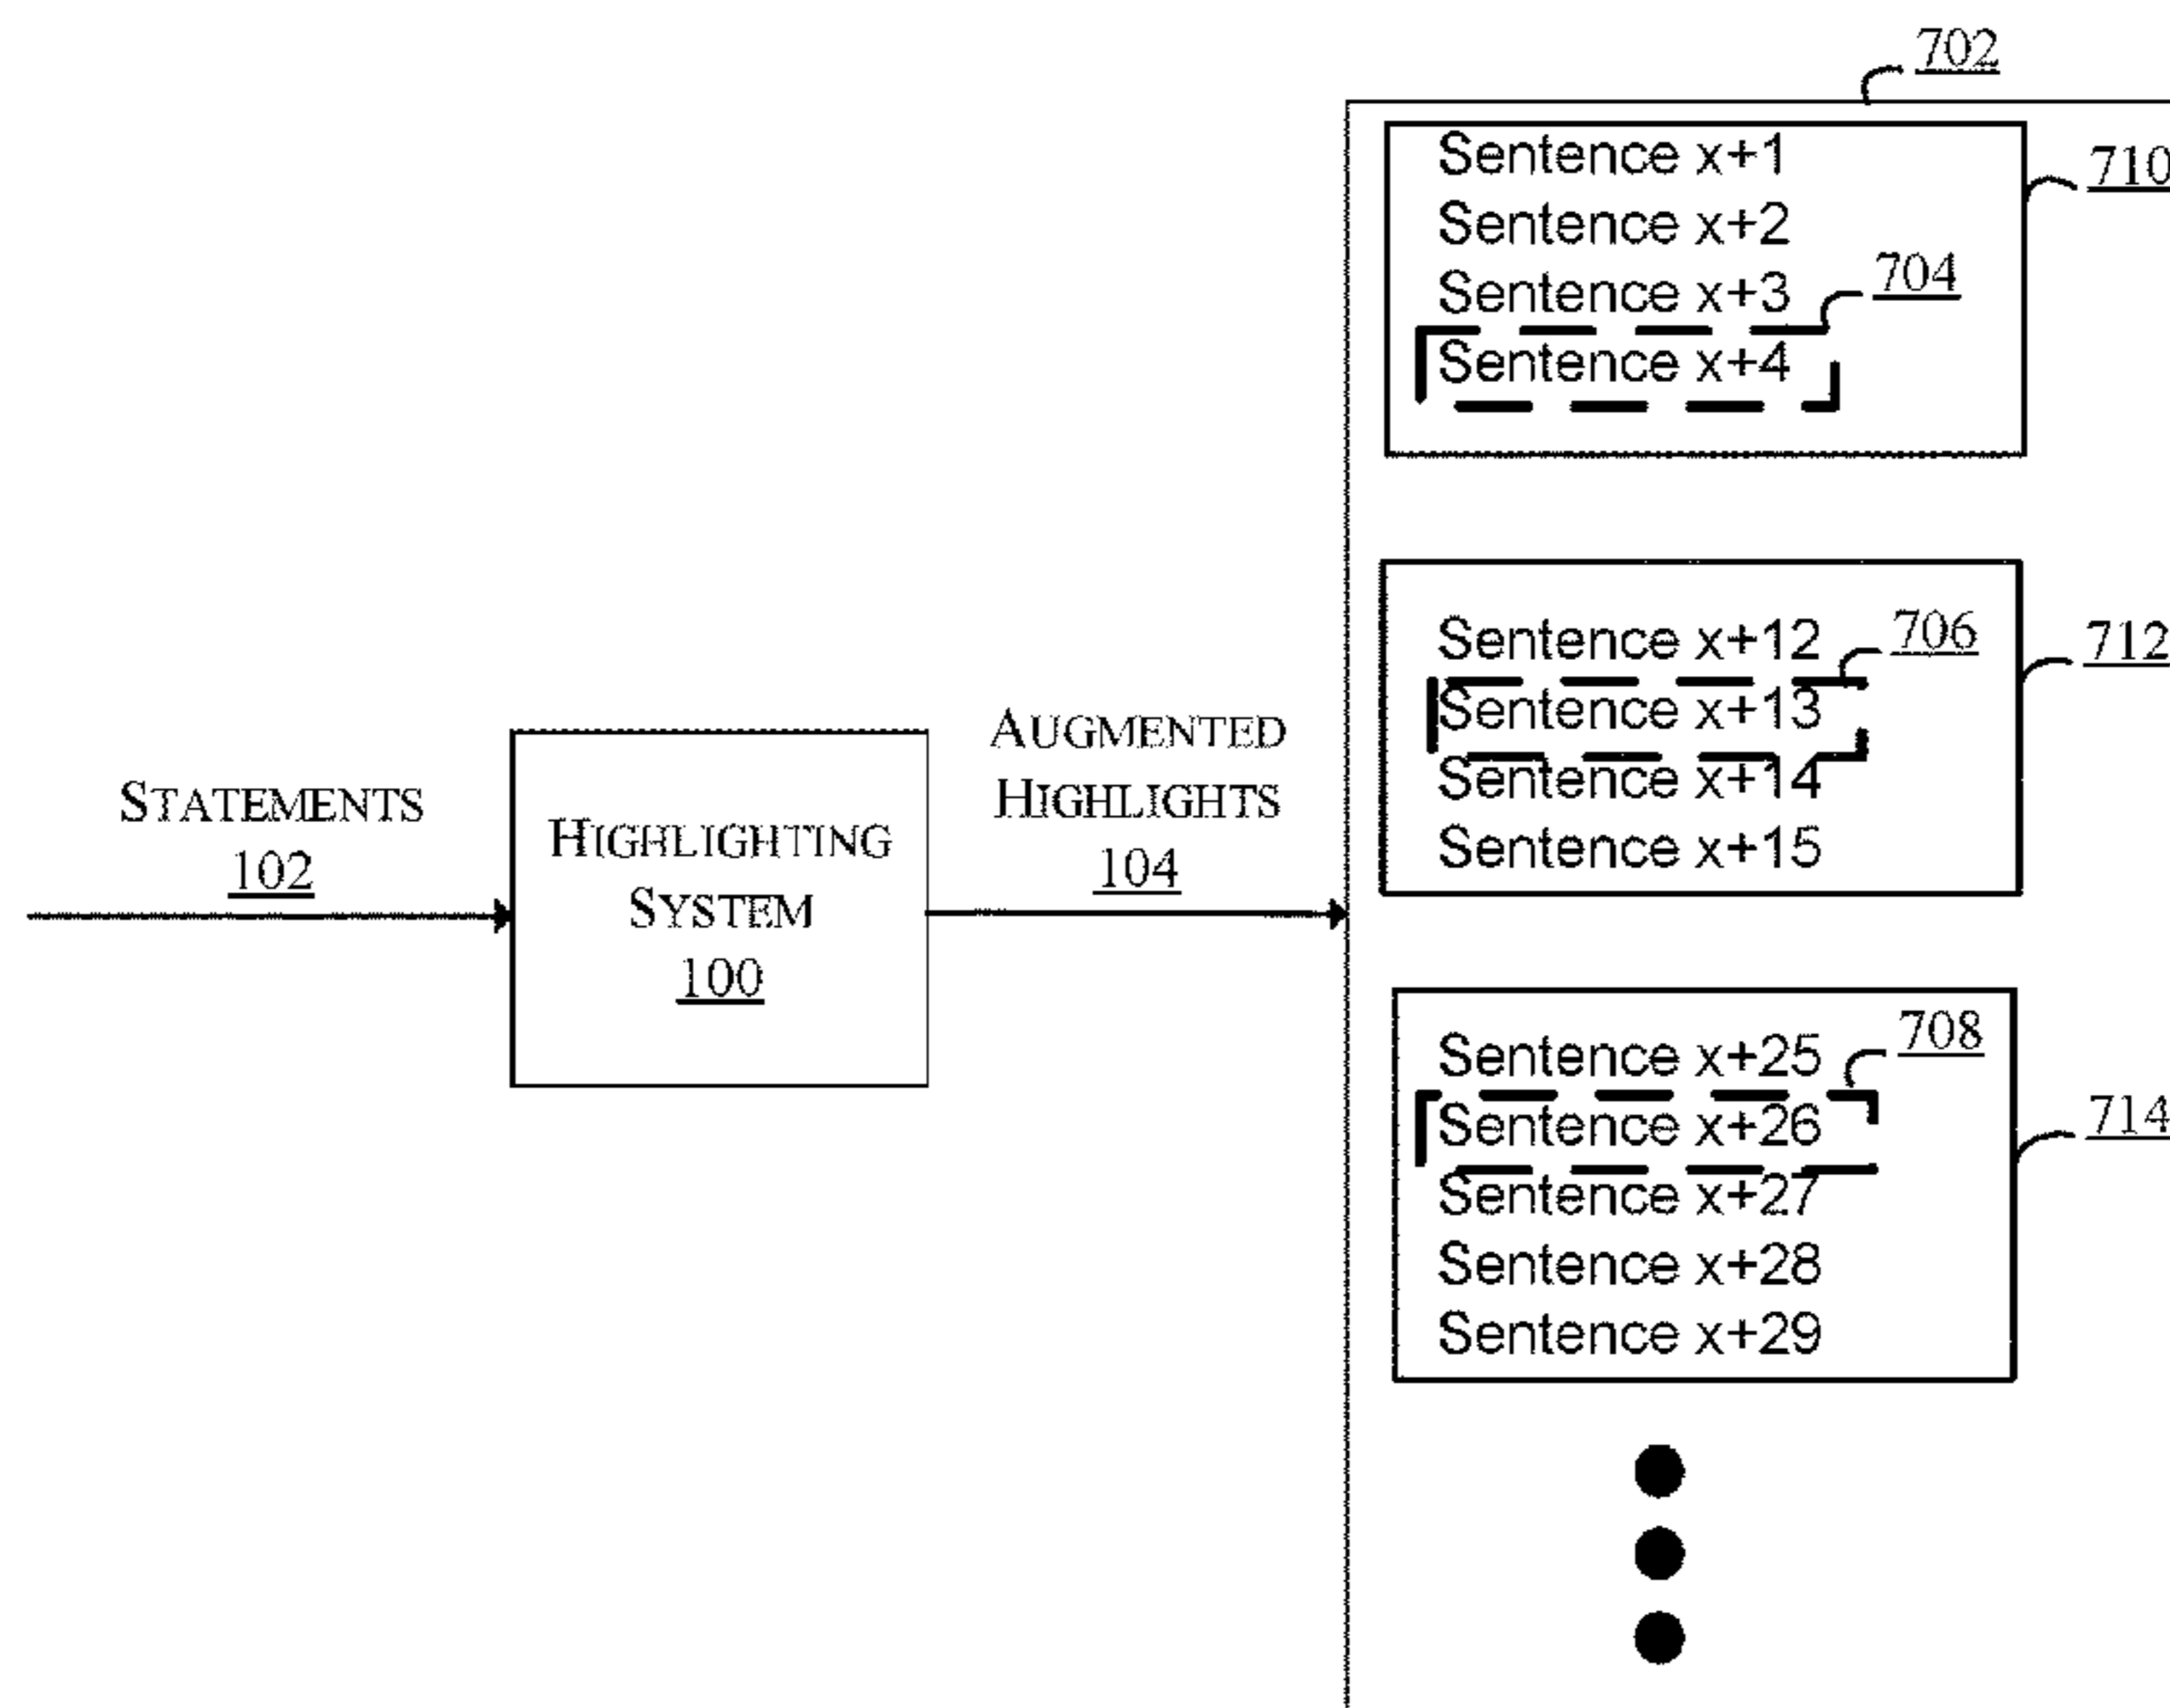 702
Sentence x+1
710
Sentence x+2
Sentence x+3
704
Sentence x+4
Sentence x+12
706
712
Sentence x+13
Sentence x+14
Sentence x+15
STATEMENTS
102
HIGHLIGHTING
SYSTEM
100
AUGMENTED
HIGHLIGHTS
104
Sentence x+25
708
Sentence x+26
714
Sentence x+27
Sentence x+28
Sentence x+29